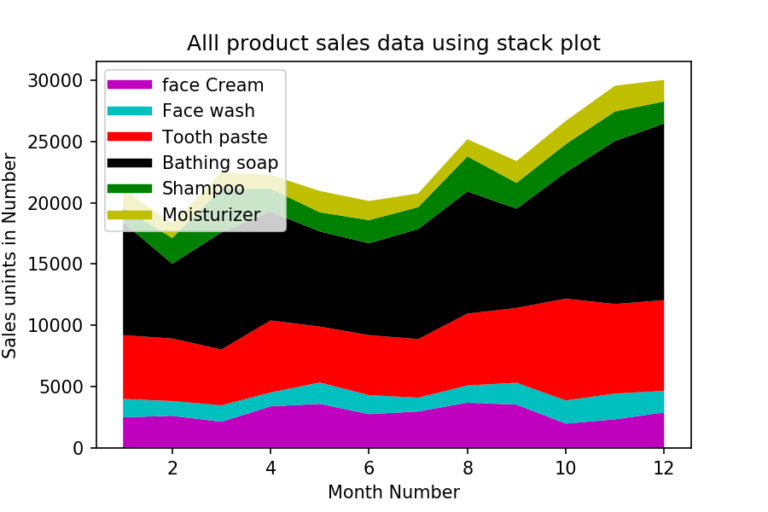 Alll product sales data using stack plot
30000
25000
20000
15000
10000
5000
0
Sales unints in Number
face Cream
Face wash
Tooth paste
Bathing soap
Shampoo
Moisturizer
2 4 6 8 10 12
Month Number